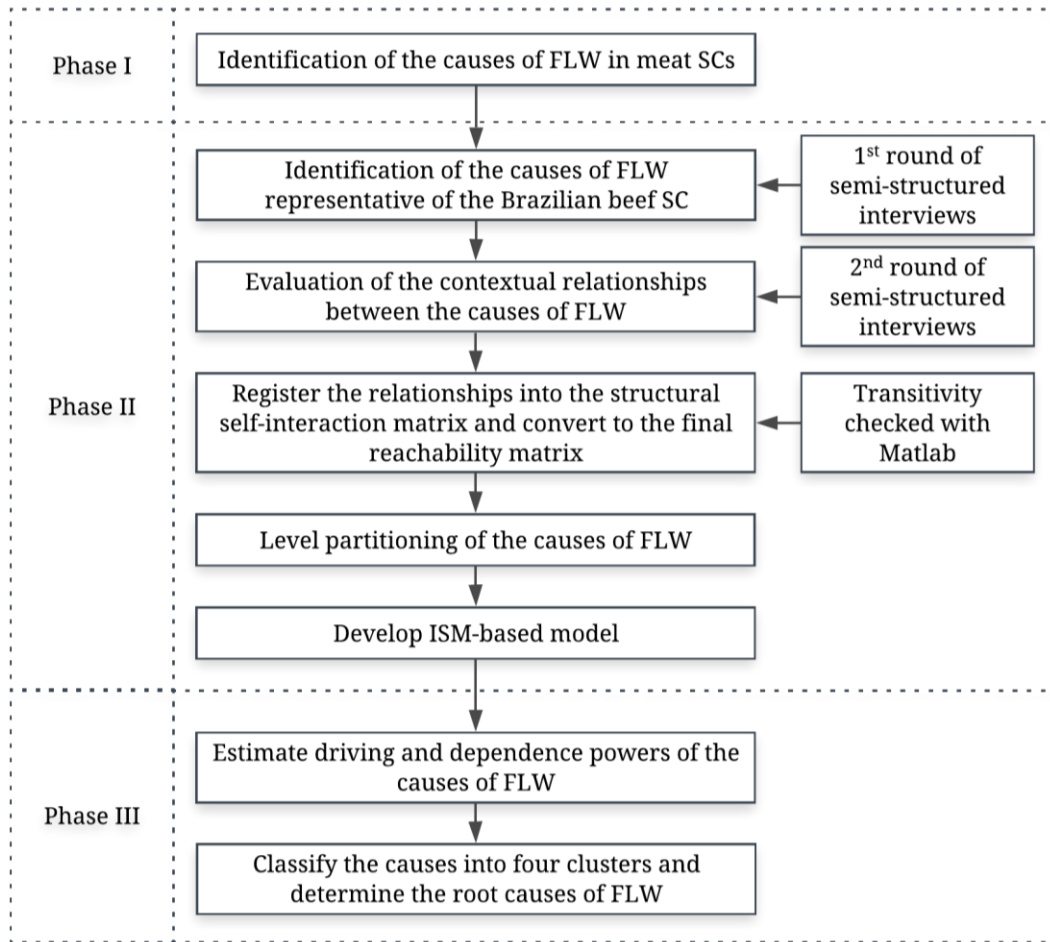 Phase I
Identification of the causes of FLW in meat SCs
Phase II
Identification of the causes of FLW
representative of the Brazilian beef SC
1st round of
semi-structured
interviews
Evaluation of the contextual relationships
between the causes of FLW
2nd round of
semi-structured
interviews
Register the relationships into the structural
self-interaction matrix and convert to the final
reachability matrix
Transitivity
checked with
Matlab
Level partitioning of the causes of FLW
Develop ISM-based model
Phase III
Estimate driving and dependence powers of the
causes of FLW
Classify the causes into four clusters and
determine the root causes of FLW